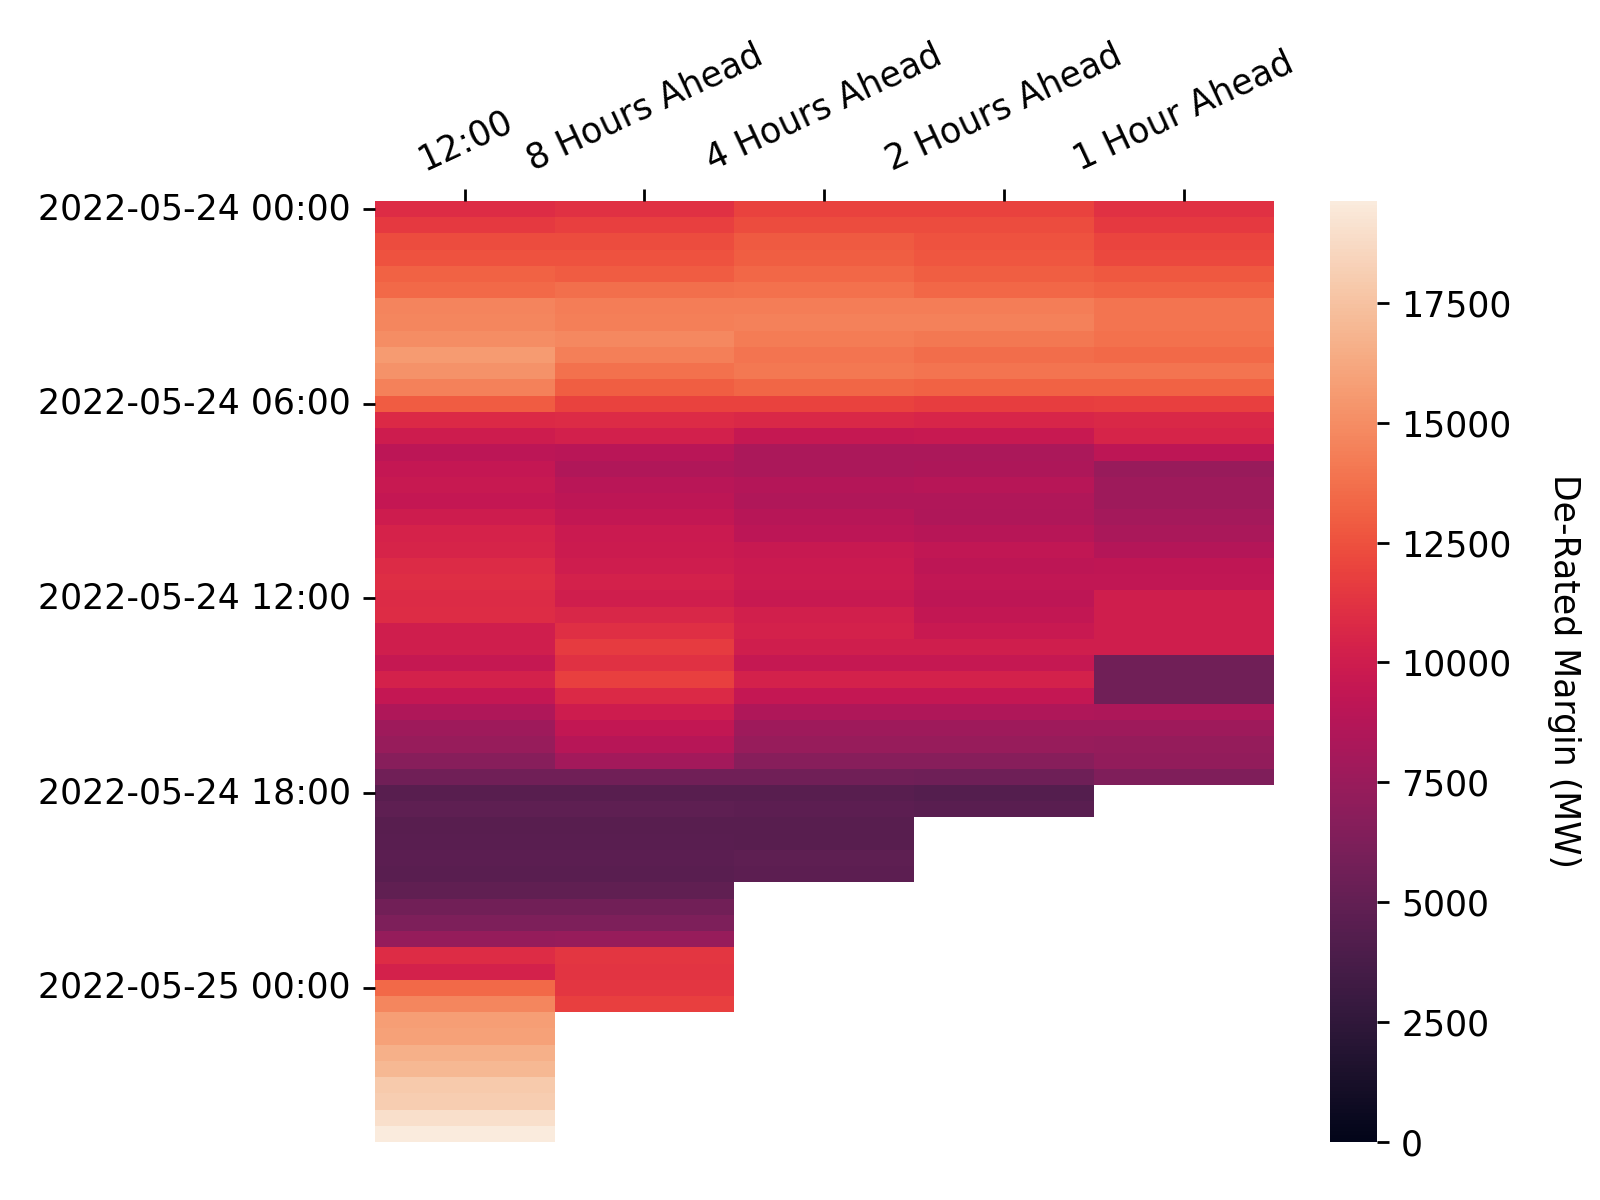 12:00
8 Hours Ahead
4 Hours Ahead
2 Hours Ahead
1 Hour Ahead
2022-05-24 00:00
2022-05-24 06:00
2022-05-24 12:00
2022-05-24 18:00
2022-05-25 00:00
17500
15000
12500
10000
7500
5000
2500
0
De-Rated Margin (MW)